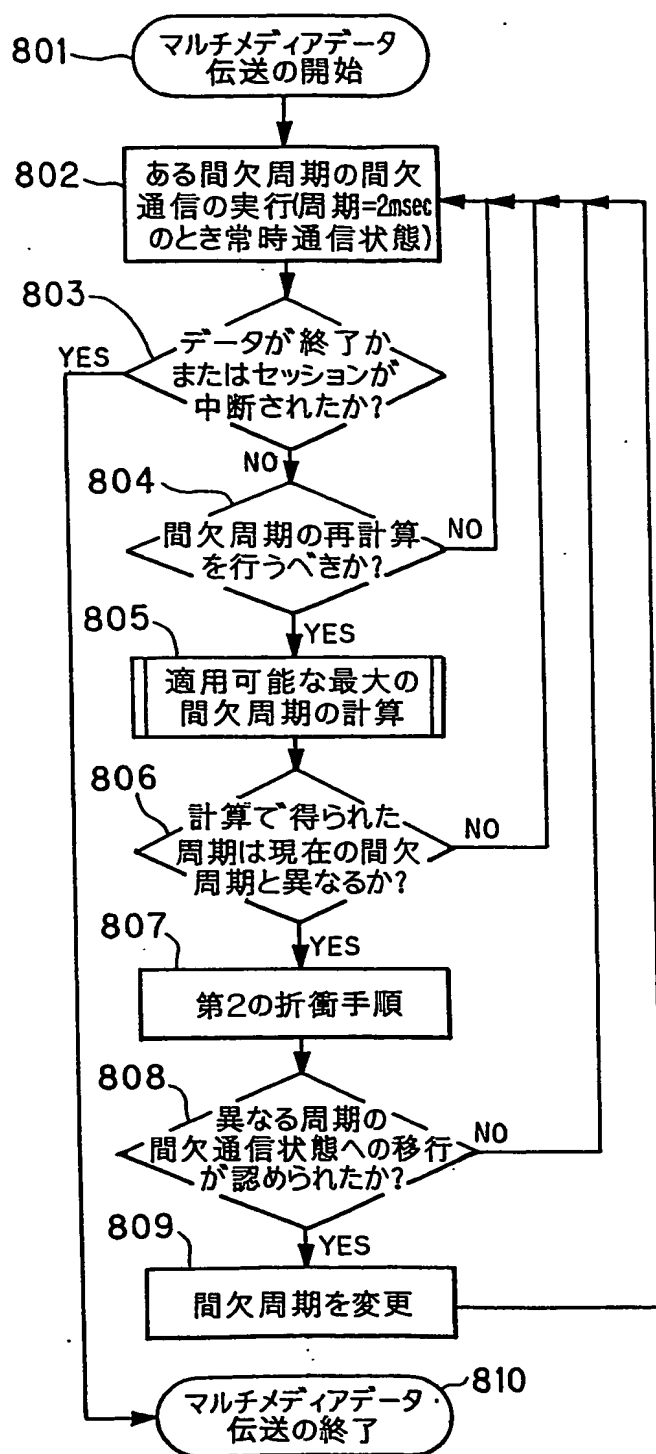 801
マルチメディアデータ
伝送の開始
802
ある間欠周期の間欠
通信の実行(周期=2msec
のとき常時通信状態)
803
YES
データが終了か
またはセッションが
中断されたか?
NO
804
間欠周期の再計算
を行うべきか?
NO
YES
805
適用可能な最大の
間欠周期の計算
806
計算で得られた
周期は現在の間欠
周期と異なるか?
NO
YES
807
第2の折衝手順
808
異なる周期の
間欠通信状態への移行
が認められたか?
NO
YES
809
間欠周期を変更
マルチメディアデータ
伝送の終了
810